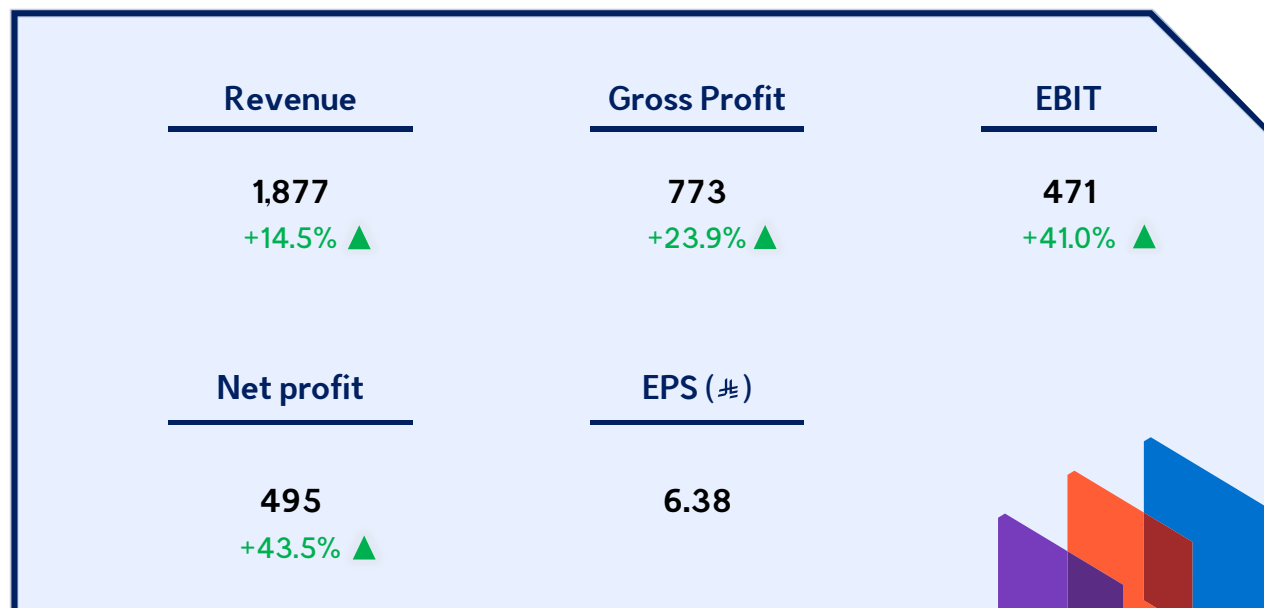 Revenue
Gross Profit
EBIT
1,877
773
471
+14.5% ▲
+23.9% ▲
+41.0% ▲
Net profit
EPS (⃁)
495
6.38
+43.5% ▲